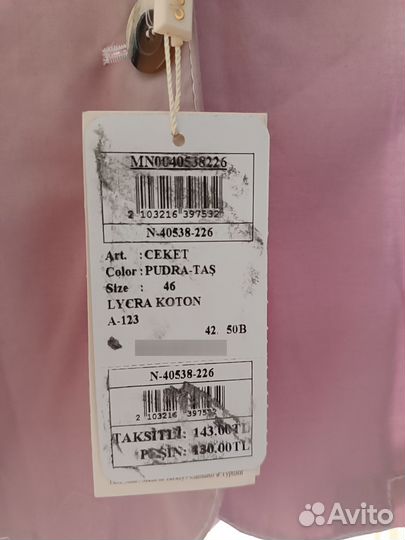 MN0040538226
2 103216 397532
N-40538-226
Art. : CEKET
Color : PUDRA-TAŞ
Size : 46
LYCRA KOTON
A-123
42. 50B
N-40538-226
2 103216 397532
TAKSİTLİ: 143.00TL
PEŞİN: 130.00TL
Avito